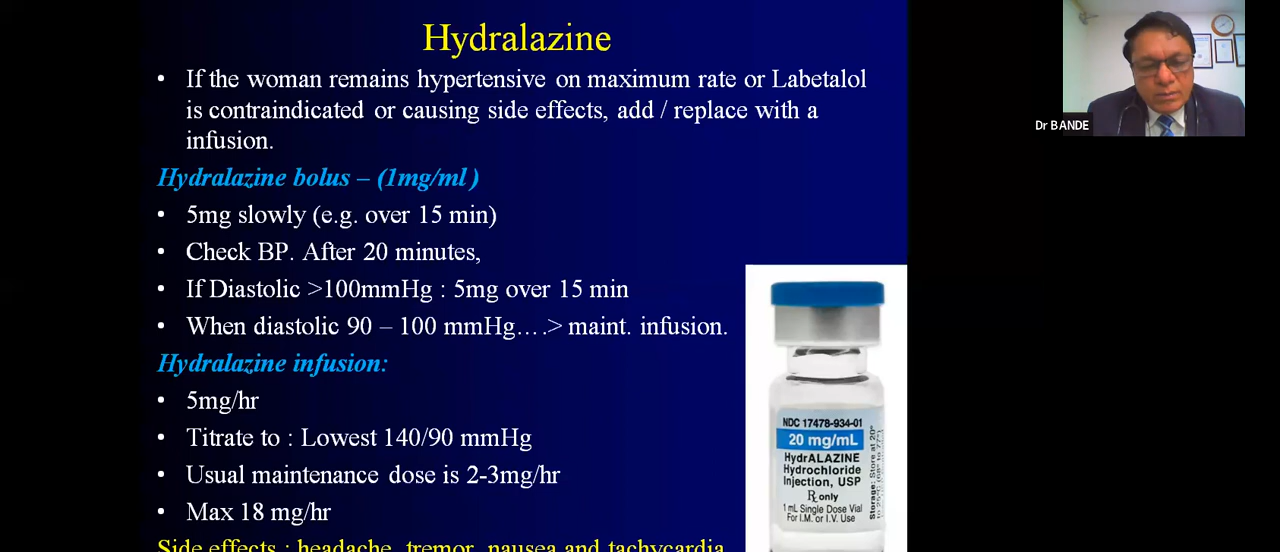 Hydralazine
• If the woman remains hypertensive on maximum rate or Labetalol
is contraindicated or causing side effects, add / replace with a
infusion.
Hydralazine bolus – (1mg/ml )
• 5mg slowly (e.g. over 15 min)
• Check BP. After 20 minutes,
• If Diastolic >100mmHg : 5mg over 15 min
• When diastolic 90 – 100 mmHg….> maint. infusion.
Hydralazine infusion:
• 5mg/hr
• Titrate to : Lowest 140/90 mmHg
• Usual maintenance dose is 2-3mg/hr
• Max 18 mg/hr
Side effects : headache, tremor, nausea and tachycardia
NDC 17478-934-01
20 mg/mL
HydrALAZINE
Hydrochloride
Injection, USP
Rx only
1 mL Single Dose Vial
For I.M. or I.V. Use
Storage: Store at 20°
Dr BANDE